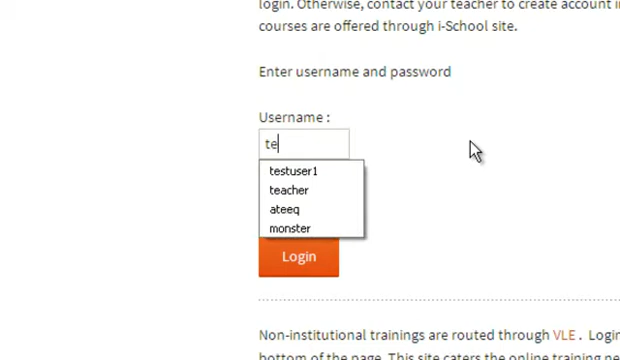 login. Otherwise, contact your teacher to create account i
courses are offered through i-School site.
Enter username and password
Username :
te
testuser1
teacher
ateeq
monster
Login
Non-institutional trainings are routed through VLE . Login
bottom of the page. This site caters the online training ne